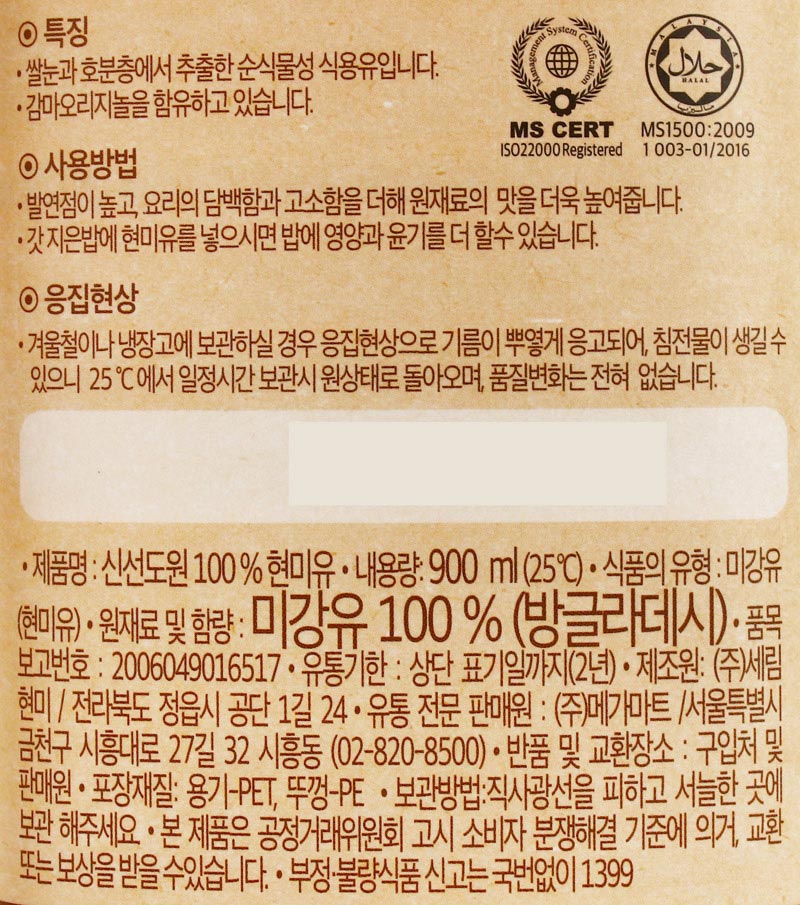 특징
· 쌀눈과 호분층에서 추출한 순식물성 식용유입니다.
· 감마오리지놀을 함유하고 있습니다.
Management System Certification
MS CERT
ISO22000 Registered
MALAYSIA
حلال
HALAL
ماليزيا
MS1500:2009
1 003-01/2016
사용방법
· 발연점이 높고, 요리의 담백함과 고소함을 더해 원재료의 맛을 더욱 높여줍니다.
· 갓 지은밥에 현미유를 넣으시면 밥에 영양과 윤기를 더 할수 있습니다.
응집현상
· 겨울철이나 냉장고에 보관하실 경우 응집현상으로 기름이 뿌옇게 응고되어, 침전물이 생길 수
있으니 25℃에서 일정시간 보관시 원상태로 돌아오며, 품질변화는 전혀 없습니다.
· 제품명 : 신선도원 100 % 현미유 · 내용량: 900 ml (25℃) · 식품의 유형 : 미강유
(현미유) · 원재료 및 함량 : 미강유 100 % (방글라데시) · 품목
보고번호 : 2006049016517 · 유통기한 : 상단 표기일까지(2년) · 제조원: (주)세림
현미 / 전라북도 정읍시 공단 1길 24 · 유통 전문 판매원 : (주)메가마트 /서울특별시
금천구 시흥대로 27길 32 시흥동 (02-820-8500) · 반품 및 교환장소 : 구입처 및
판매원 · 포장재질: 용기-PET, 뚜껑-PE · 보관방법:직사광선을 피하고 서늘한 곳에
보관 해주세요 · 본 제품은 공정거래위원회 고시 소비자 분쟁해결 기준에 의거, 교환
또는 보상을 받을 수있습니다. · 부정·불량식품 신고는 국번없이 1399